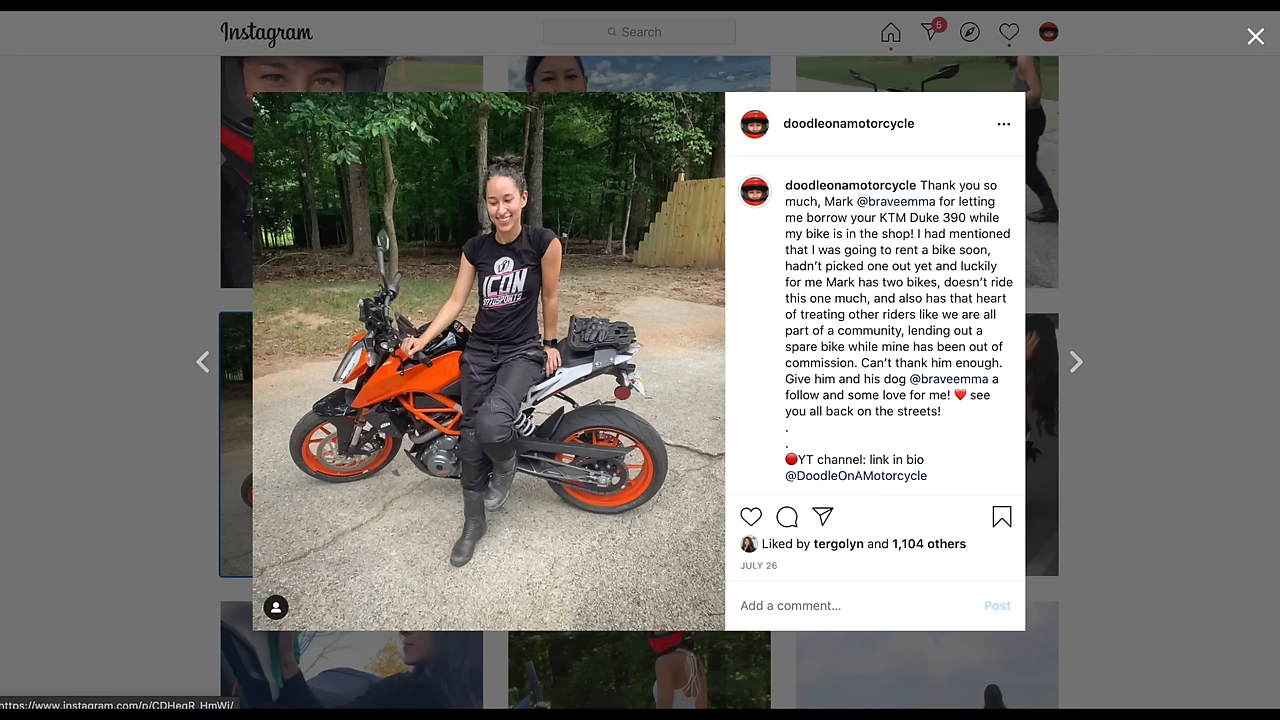 Instagram
Search
5
doodleonamotorcycle
doodleonamotorcycle Thank you so
much, Mark @braveemma for letting
me borrow your KTM Duke 390 while
my bike is in the shop! I had mentioned
that I was going to rent a bike soon,
hadn’t picked one out yet and luckily
for me Mark has two bikes, doesn’t ride
this one much, and also has that heart
of treating other riders like we are all
part of a community, lending out a
spare bike while mine has been out of
commission. Can’t thank him enough.
Give him and his dog @braveemma a
follow and some love for me! ❤️ see
you all back on the streets!
.
.
🔴YT channel: link in bio
@DoodleOnAMotorcycle
Liked by tergolyn and 1,104 others
JULY 26
Add a comment...
Post
ICON
MOTOSPORTS
KTM